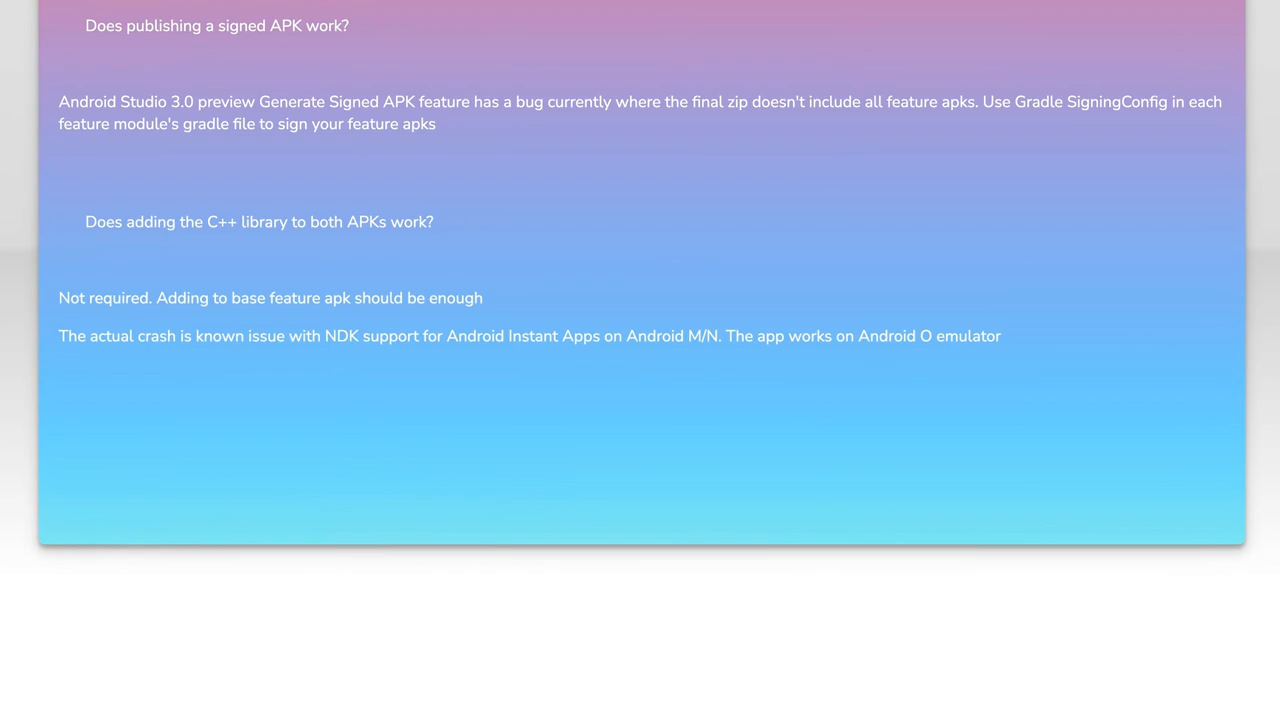 Does publishing a signed APK work?
Android Studio 3.0 preview Generate Signed APK feature has a bug currently where the final zip doesn't include all feature apks. Use Gradle SigningConfig in each
feature module's gradle file to sign your feature apks
Does adding the C++ library to both APKs work?
Not required. Adding to base feature apk should be enough
The actual crash is known issue with NDK support for Android Instant Apps on Android M/N. The app works on Android O emulator